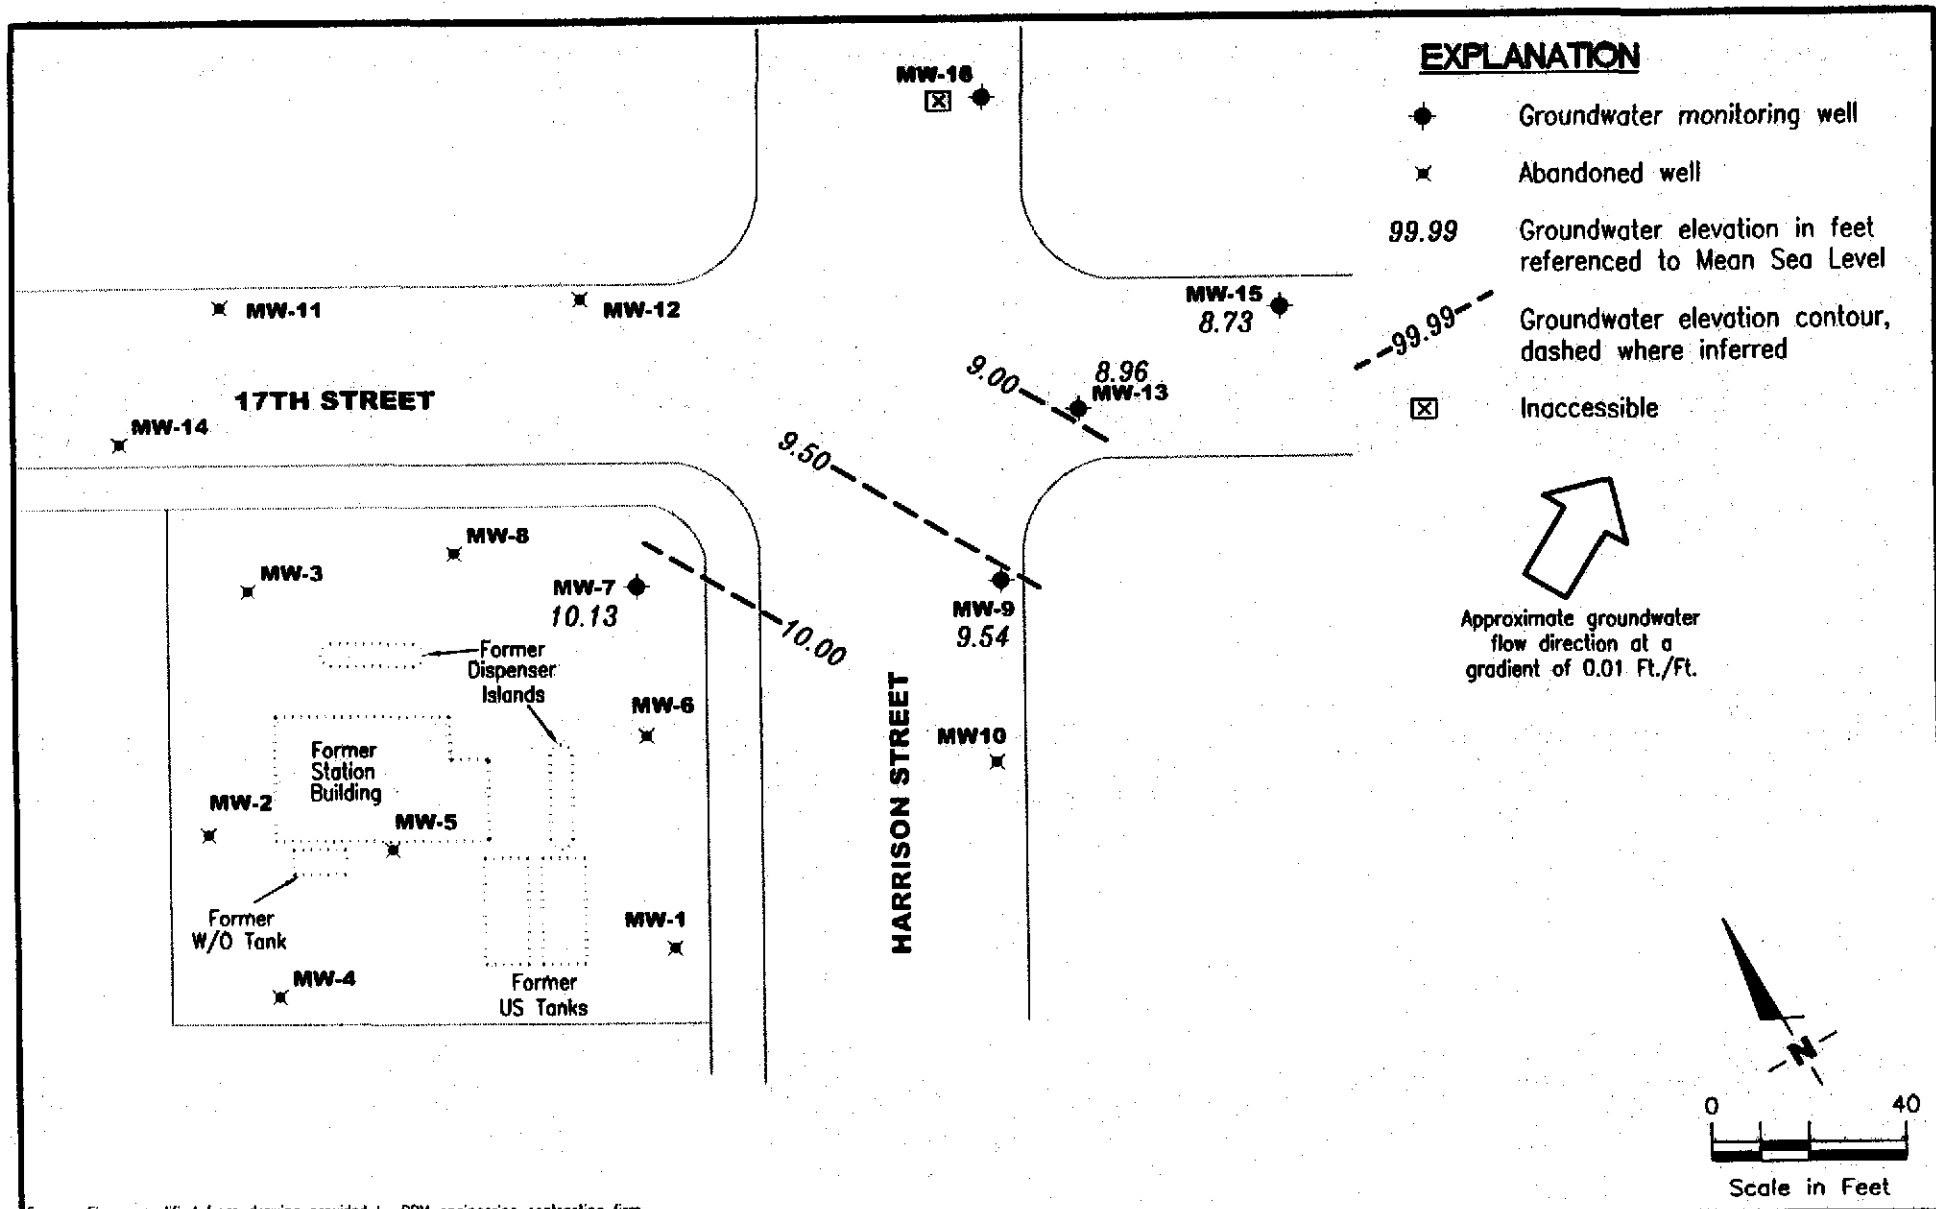 EXPLANATION
Groundwater monitoring well
Abandoned well
99.99
Groundwater elevation in feet
referenced to Mean Sea Level
99.99
Groundwater elevation contour,
dashed where inferred
Inaccessible
Approximate groundwater
flow direction at a
gradient of 0.01 Ft./Ft.
N
0 40
Scale in Feet
MW-16
MW-11
MW-12
MW-15
8.73
9.00
8.96
MW-13
17TH STREET
MW-14
9.50
MW-8
MW-3
MW-7
10.13
10.00
MW-9
9.54
Former
Dispenser
Islands
MW-6
MW10
Former
Station
Building
MW-2
MW-5
HARRISON STREET
Former
W/O Tank
MW-1
MW-4
Former
US Tanks